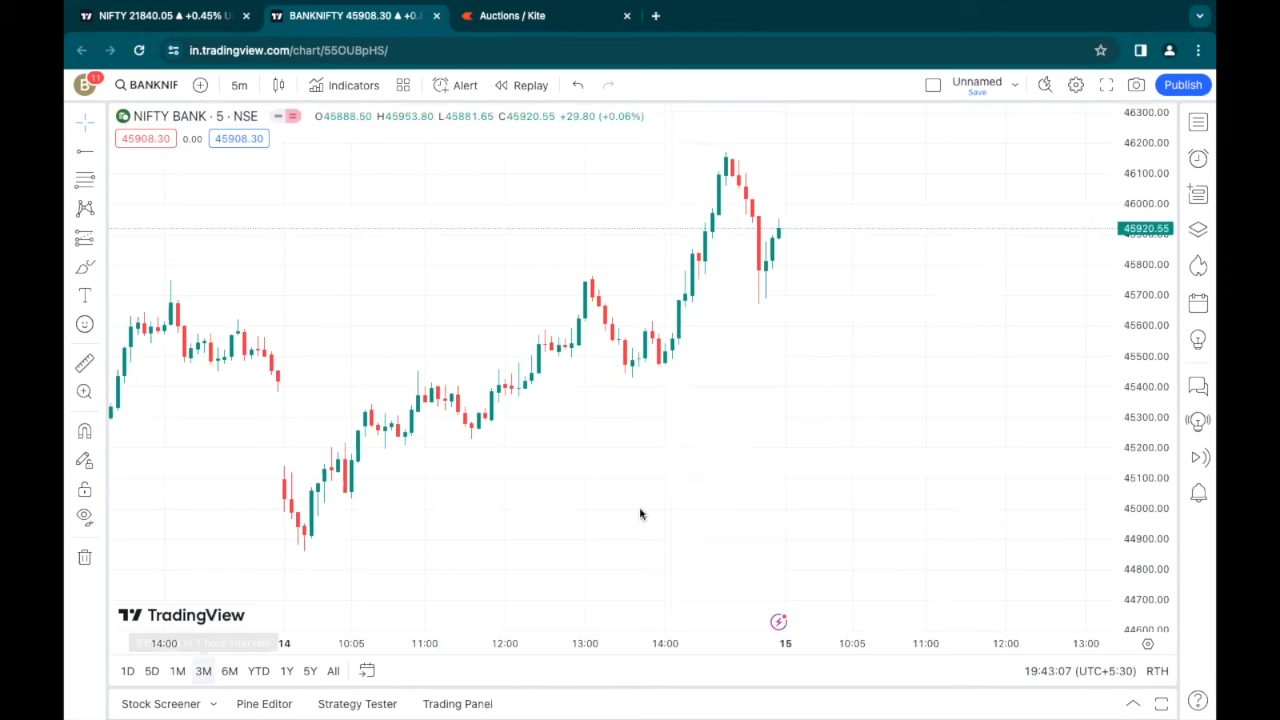 NIFTY 21840.05 ▲ +0.45%
BANKNIFTY 45908.30 ▲
Auctions / Kite
in.tradingview.com/chart/55OUBpHS/
B
11
BANKNIF
5m
Indicators
Alert
Replay
Unnamed
Save
Publish
NIFTY BANK · 5 · NSE
O45888.50 H45953.80 L45881.65 C45920.55 +29.80 (+0.06%)
45908.30
0.00
45908.30
46300.00
46200.00
46100.00
46000.00
45920.55
45800.00
45700.00
45600.00
45500.00
45400.00
45300.00
45200.00
45100.00
45000.00
44900.00
44800.00
44700.00
44600.00
TradingView
14:00
14
10:05
11:00
12:00
13:00
14:00
15
10:05
11:00
12:00
13:00
1D
5D
1M
3M
6M
YTD
1Y
5Y
All
19:43:07 (UTC+5:30)
RTH
Stock Screener
Pine Editor
Strategy Tester
Trading Panel